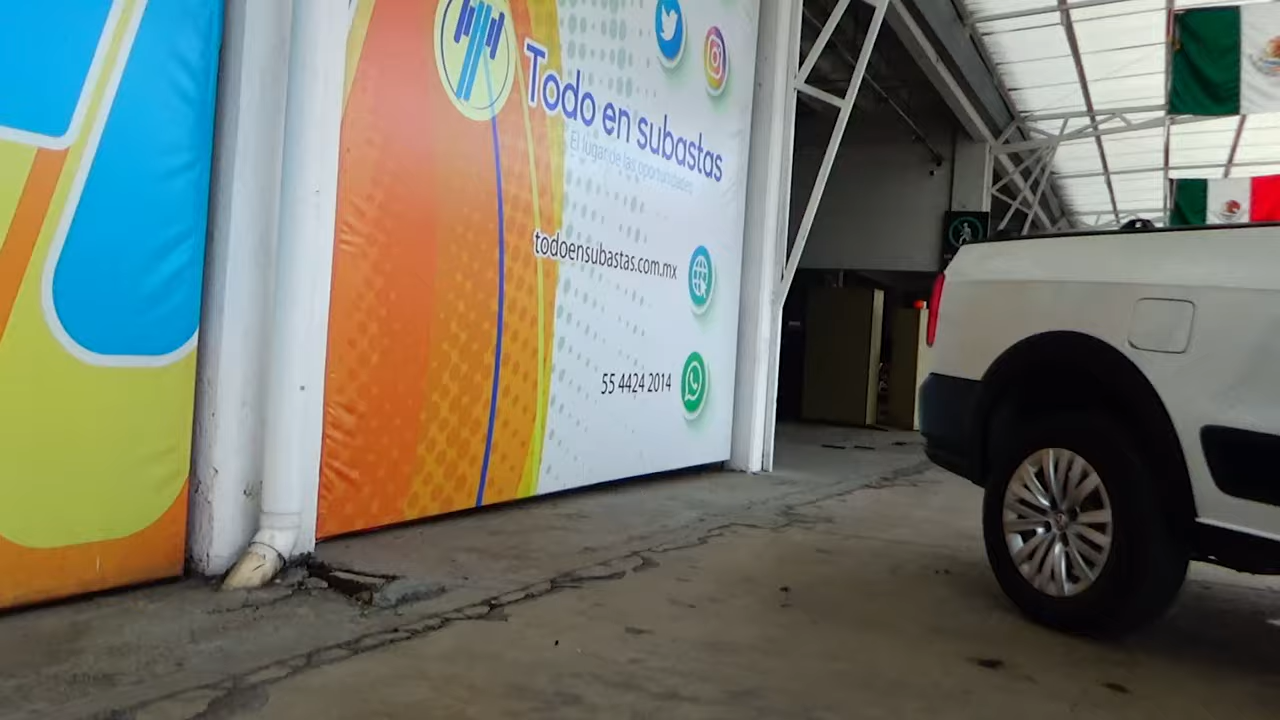 Todo en subastas
El lugar de las oportunidades
todoensubastas.com.mx
55 4424 2014